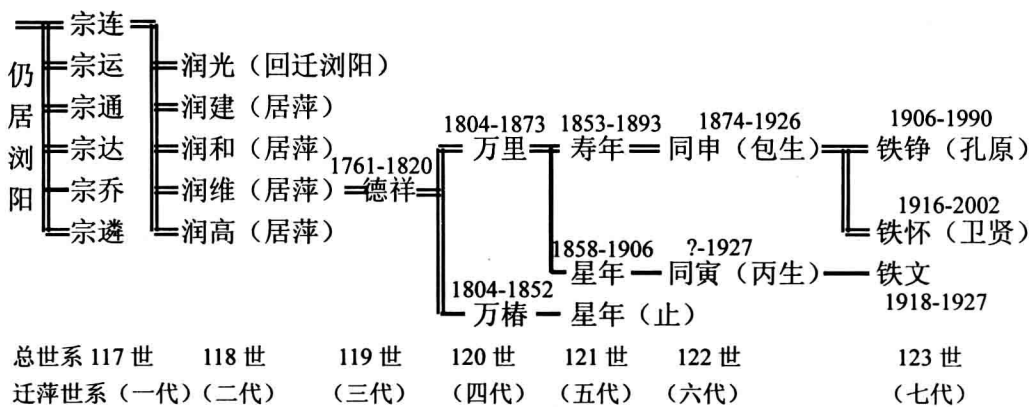 宗连
仍居浏阳
宗运 润光（回迁浏阳）
宗通 润建（居萍） 1804-1873 1853-1893 1874-1926 1906-1990
宗达 润和（居萍） 万里 寿年 同申（包生） 铁铮（孔原）
1761-1820
宗乔 润维（居萍） 德祥 1916-2002
宗遴 润高（居萍） 铁怀（卫贤）
1858-1906 ?-1927
1804-1852 星年 同寅（丙生） 铁文
万椿 星年（止） 1918-1927
总世系 117 世 118 世 119 世 120 世 121 世 122 世 123 世
迁萍世系（一代）（二代） （三代） （四代） （五代） （六代） （七代）